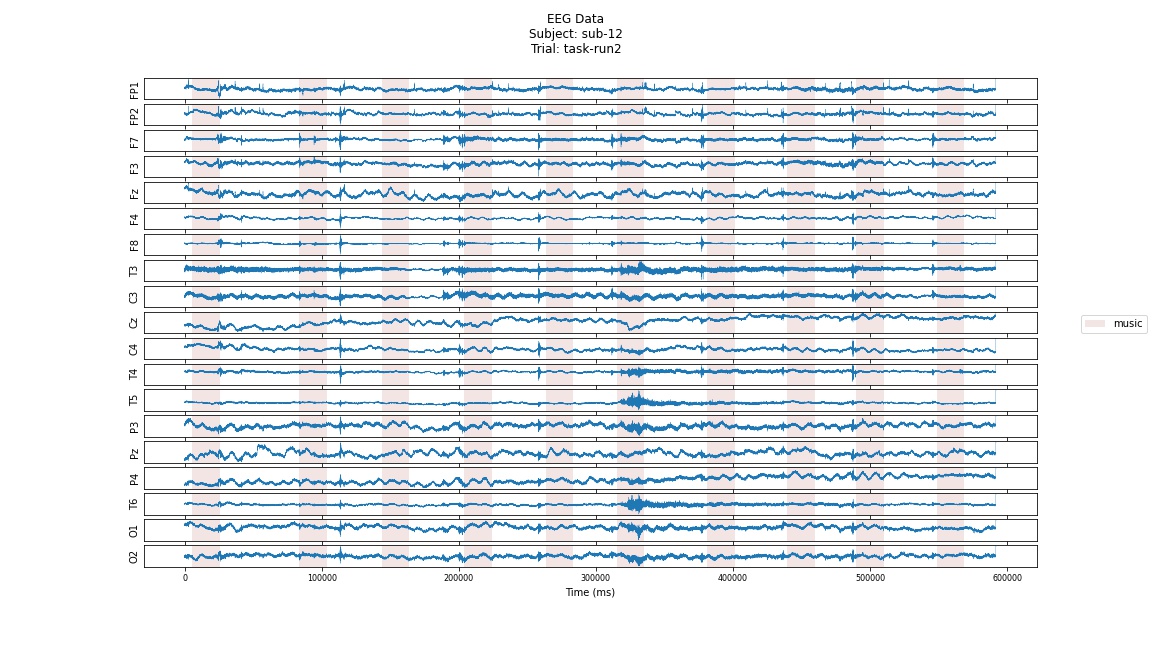 EEG Data
Subject: sub-12
Trial: task-run2
FP1
FP2
F7
F3
Fz
F4
F8
T3
C3
Cz
C4
T4
T5
P3
Pz
P4
T6
O1
O2
music
0 100000 200000 300000 400000 500000 600000
Time (ms)